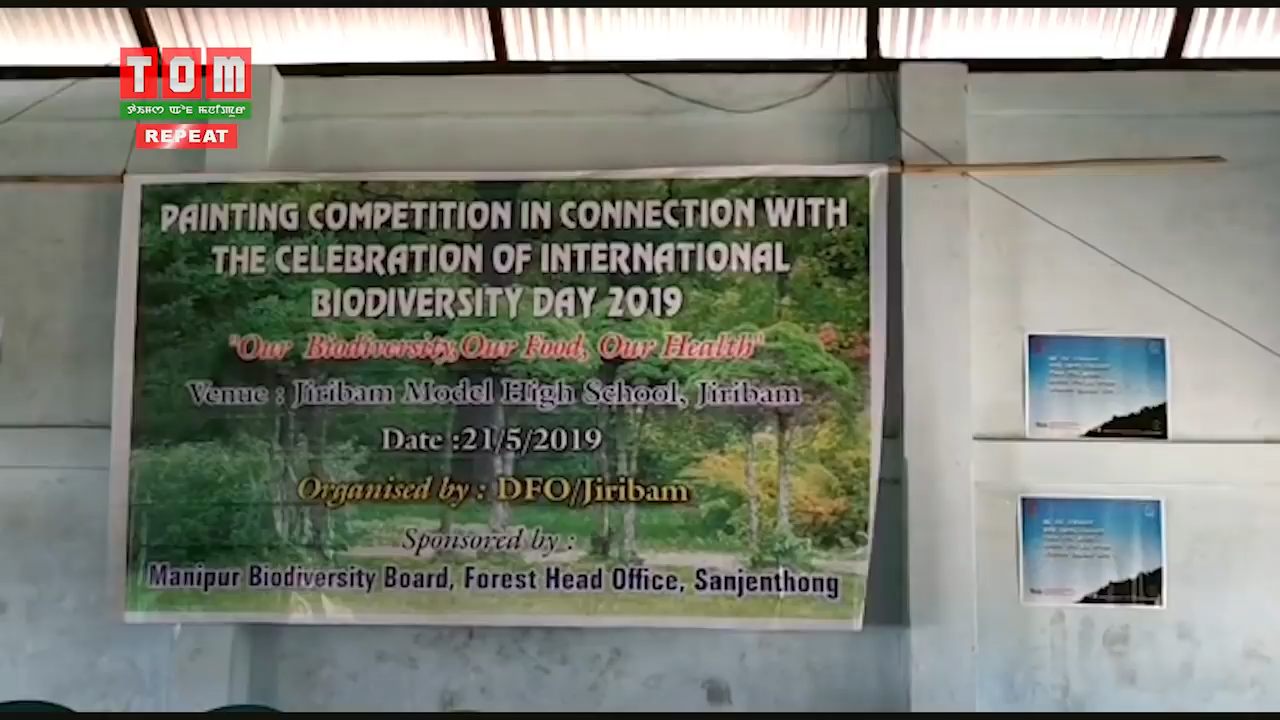 TOM
REPEAT
PAINTING COMPETITION IN CONNECTION WITH
THE CELEBRATION OF INTERNATIONAL
BIODIVERSITY DAY 2019
"Our Biodiversity,Our Food, Our Health"
Venue : Jiribam Model High School, Jiribam
Date :21/5/2019
Organised by : DFO/Jiribam
Sponsored by :
Manipur Biodiversity Board, Forest Head Office, Sanjenthong